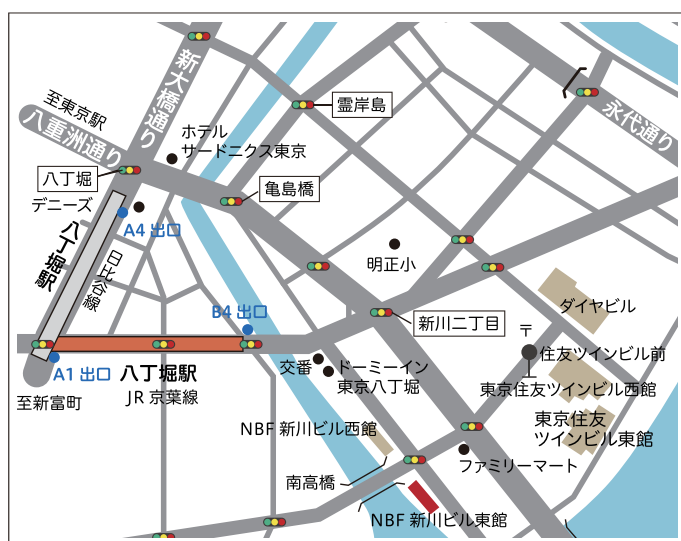 新大橋通り
至東京駅
八重洲通り
霊岸島
永代通り
ホテル
サードニクス東京
八丁堀
亀島橋
デニーズ
A4 出口
八丁堀駅
日比谷線
明正小
ダイヤビル
B4 出口
新川二丁目
〒
住友ツインビル前
A1 出口
八丁堀駅
JR 京葉線
至新富町
交番
ドーミーイン
東京八丁堀
東京住友ツインビル西館
東京住友
ツインビル東館
NBF 新川ビル西館
ファミリーマート
南高橋
NBF 新川ビル東館